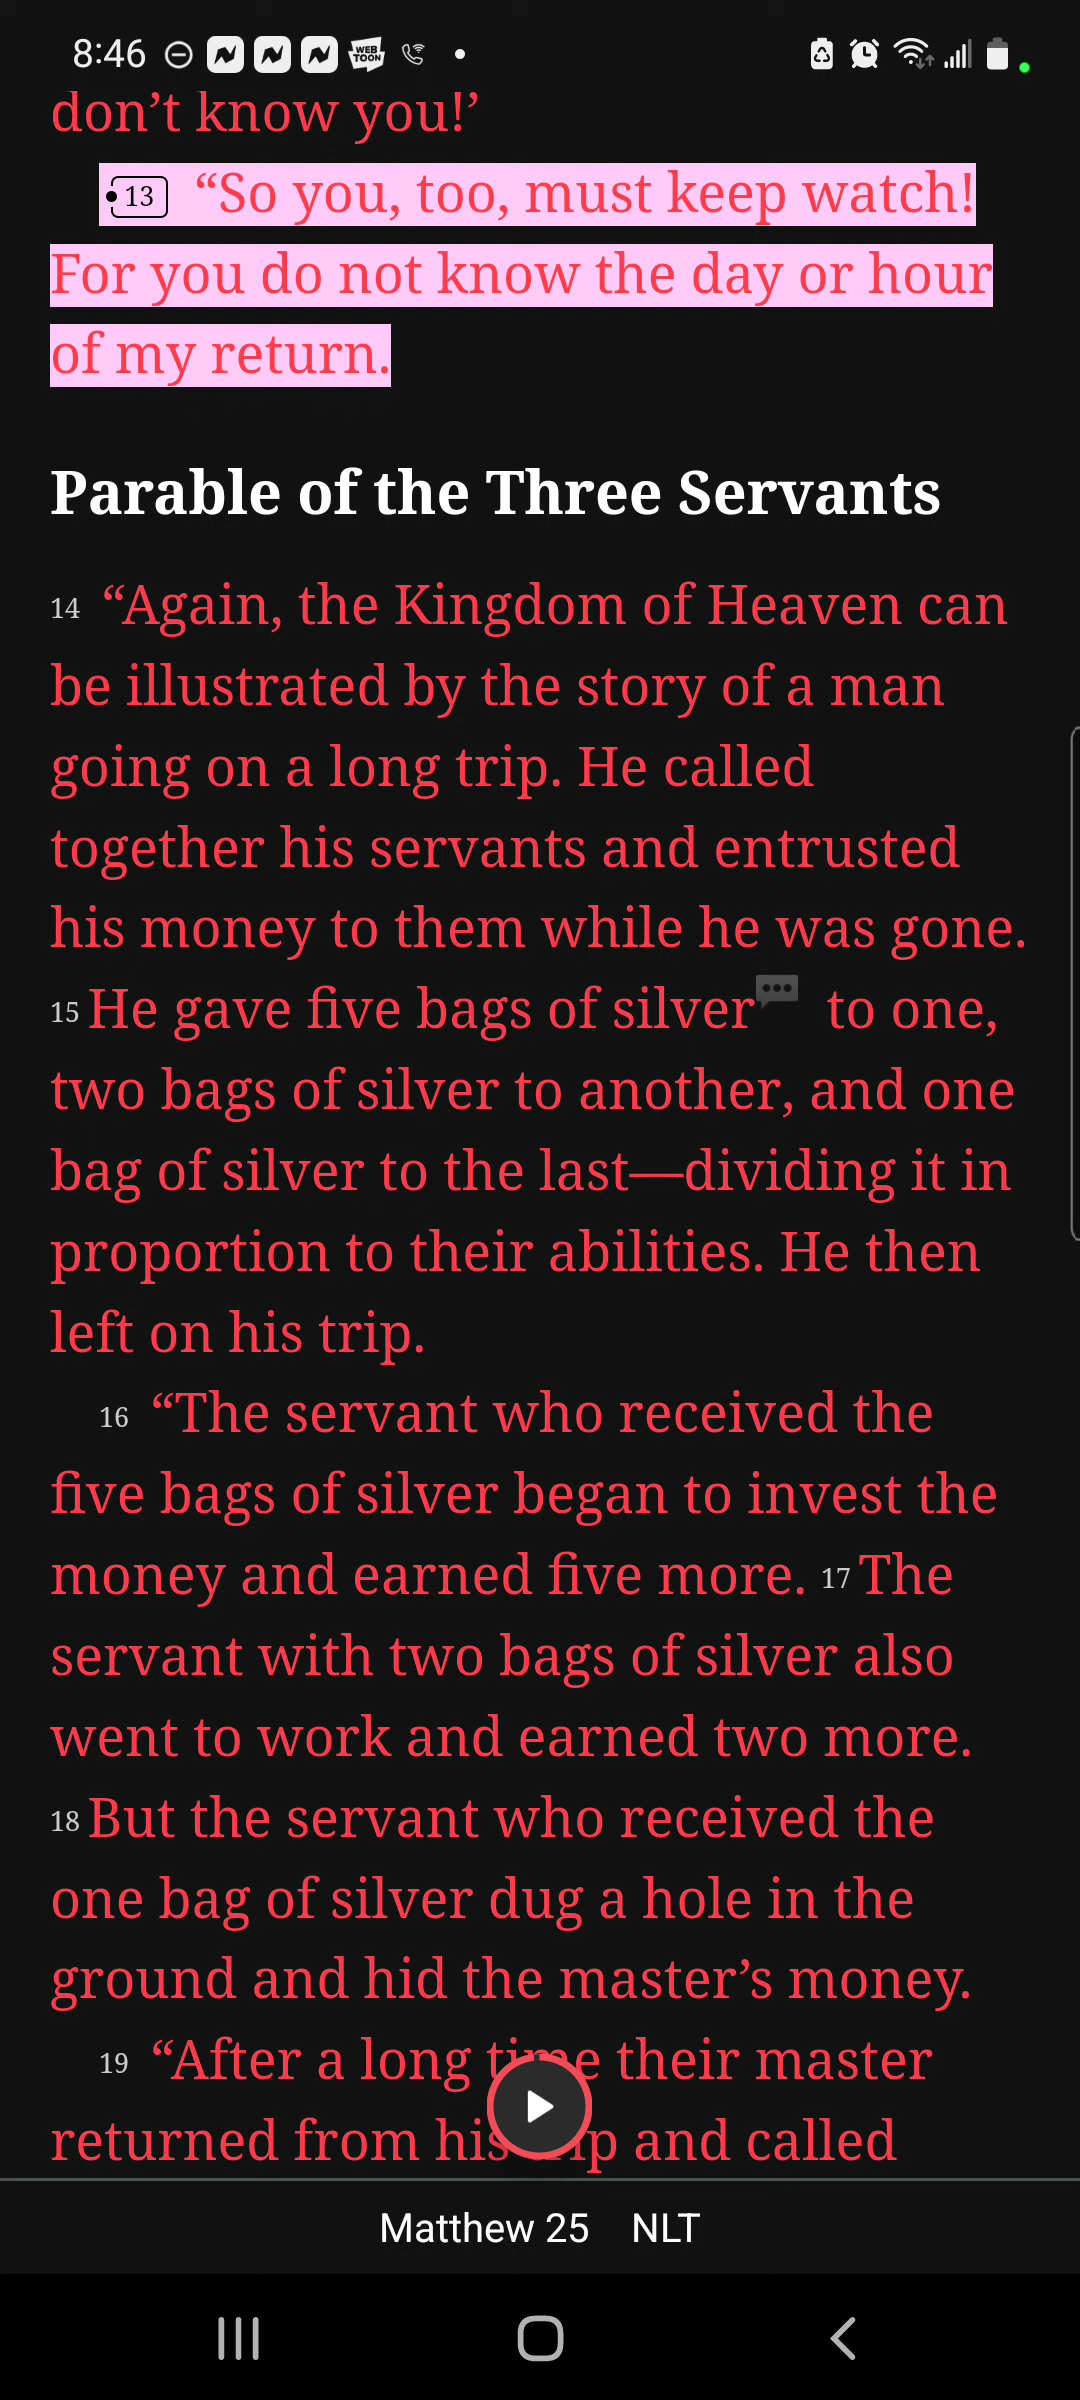 8:46
WEB
TOON
don’t know you!’
13 “So you, too, must keep watch!
For you do not know the day or hour
of my return.
Parable of the Three Servants
14 “Again, the Kingdom of Heaven can
be illustrated by the story of a man
going on a long trip. He called
together his servants and entrusted
his money to them while he was gone.
15 He gave five bags of silver to one,
two bags of silver to another, and one
bag of silver to the last—dividing it in
proportion to their abilities. He then
left on his trip.
16 “The servant who received the
five bags of silver began to invest the
money and earned five more. 17 The
servant with two bags of silver also
went to work and earned two more.
18 But the servant who received the
one bag of silver dug a hole in the
ground and hid the master’s money.
19 “After a long time their master
returned from his trip and called
Matthew 25 NLT